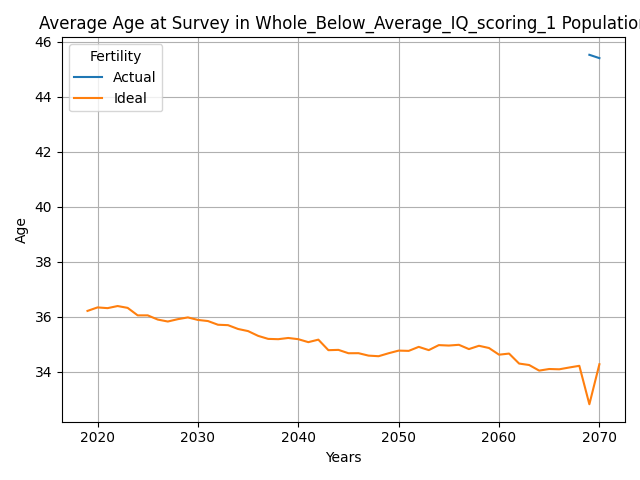 Average Age at Survey in Whole_Below_Average_IQ_scoring_1 Population
46
44
42
40
38
36
34
Age
Fertility
Actual
Ideal
2020 2030 2040 2050 2060 2070
Years